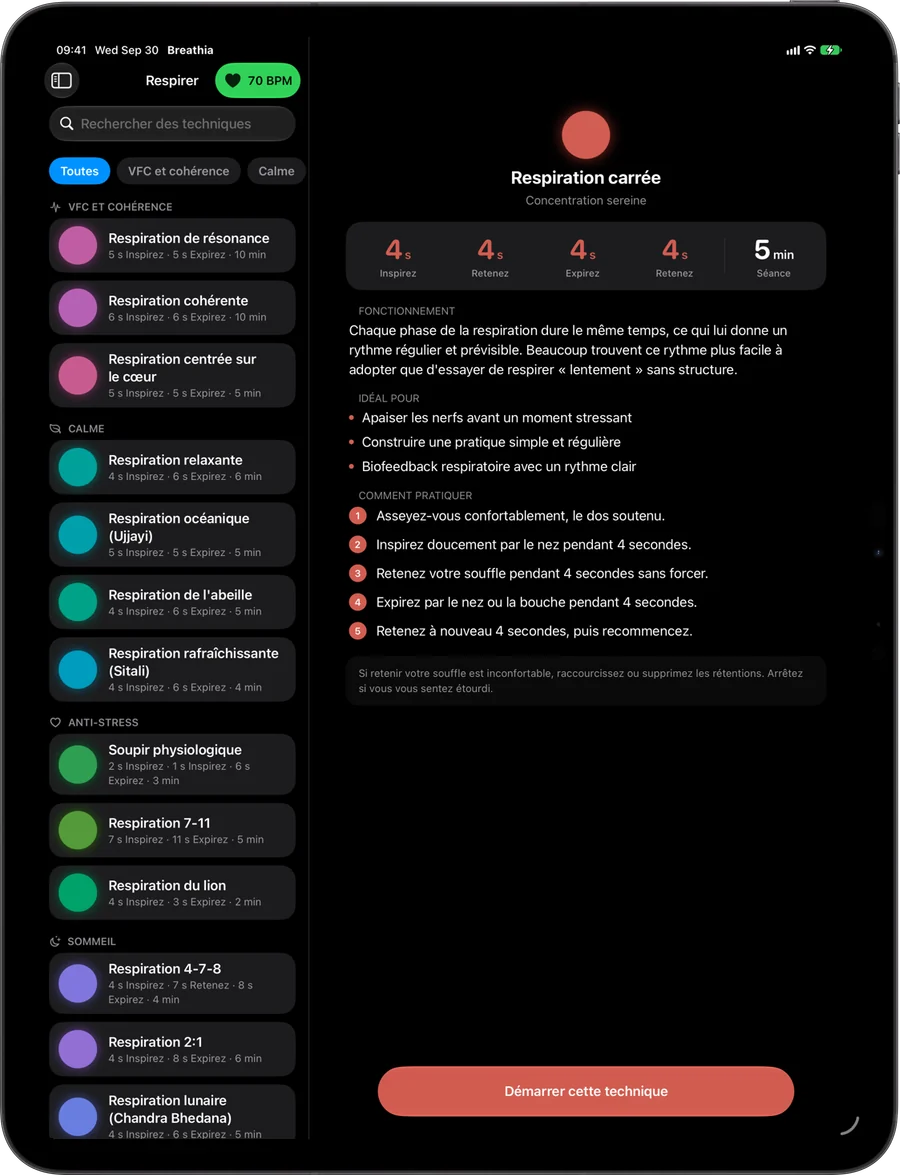 09:41 Wed Sep 30 Breathia
Respirer
70 BPM
Rechercher des techniques
Toutes
VFC et cohérence
Calme
VFC ET COHÉRENCE
Respiration de résonance
5 s Inspirez · 5 s Expirez · 10 min
Respiration cohérente
6 s Inspirez · 6 s Expirez · 10 min
Respiration centrée sur
le cœur
5 s Inspirez · 5 s Expirez · 5 min
CALME
Respiration relaxante
4 s Inspirez · 6 s Expirez · 6 min
Respiration océanique
(Ujjayi)
5 s Inspirez · 5 s Expirez · 5 min
Respiration de l'abeille
4 s Inspirez · 6 s Expirez · 5 min
Respiration rafraîchissante
(Sitali)
4 s Inspirez · 6 s Expirez · 4 min
ANTI-STRESS
Soupir physiologique
2 s Inspirez · 1 s Inspirez · 6 s
Expirez · 3 min
Respiration 7-11
7 s Inspirez · 11 s Expirez · 5 min
Respiration du lion
4 s Inspirez · 3 s Expirez · 2 min
SOMMEIL
Respiration 4-7-8
4 s Inspirez · 7 s Retenez · 8 s
Expirez · 4 min
Respiration 2:1
4 s Inspirez · 8 s Expirez · 6 min
Respiration lunaire
(Chandra Bhedana)
4 s Inspirez · 6 s Expirez · 5 min
Respiration carrée
Concentration sereine
4 s 4 s 4 s 4 s 5 min
Inspirez Retenez Expirez Retenez Séance
FONCTIONNEMENT
Chaque phase de la respiration dure le même temps, ce qui lui donne un
rythme régulier et prévisible. Beaucoup trouvent ce rythme plus facile à
adopter que d'essayer de respirer « lentement » sans structure.
IDÉAL POUR
• Apaiser les nerfs avant un moment stressant
• Construire une pratique simple et régulière
• Biofeedback respiratoire avec un rythme clair
COMMENT PRATIQUER
1 Asseyez-vous confortablement, le dos soutenu.
2 Inspirez doucement par le nez pendant 4 secondes.
3 Retenez votre souffle pendant 4 secondes sans forcer.
4 Expirez par le nez ou la bouche pendant 4 secondes.
5 Retenez à nouveau 4 secondes, puis recommencez.
Si retenir votre souffle est inconfortable, raccourcissez ou supprimez les rétentions. Arrêtez
si vous vous sentez étourdi.
Démarrer cette technique